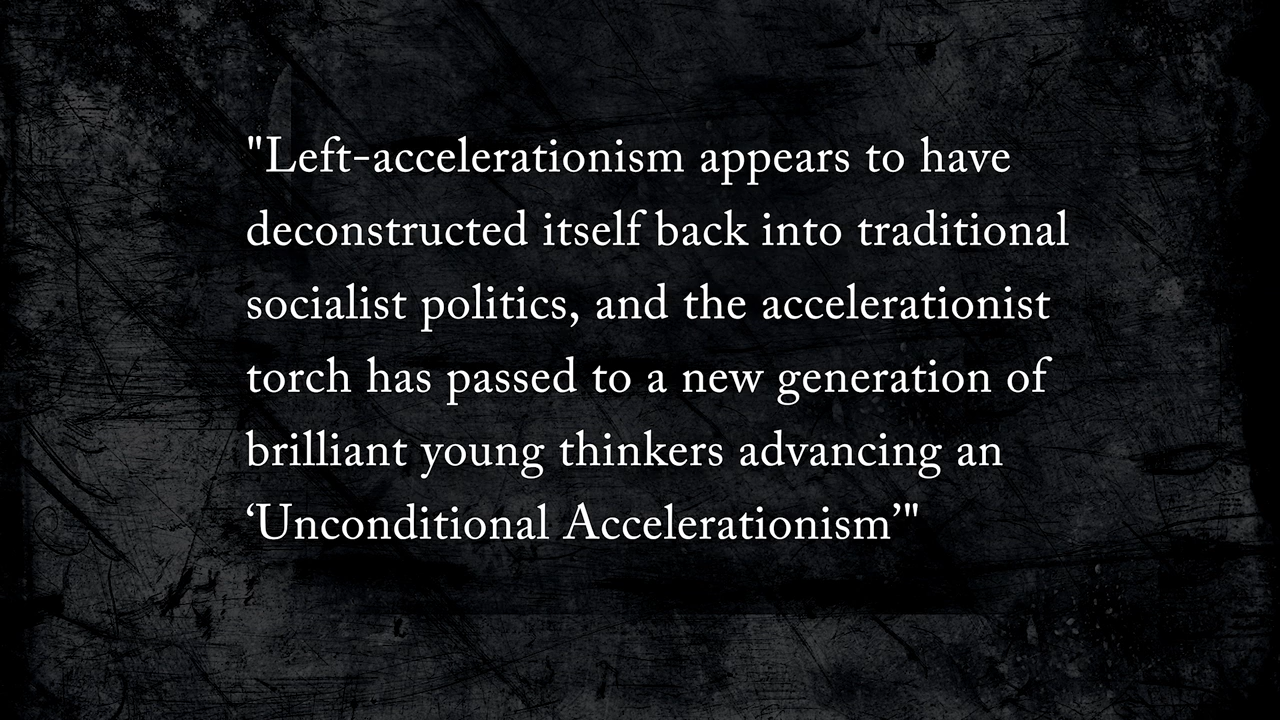 "Left-accelerationism appears to have
deconstructed itself back into traditional
socialist politics, and the accelerationist
torch has passed to a new generation of
brilliant young thinkers advancing an
‘Unconditional Accelerationism’"